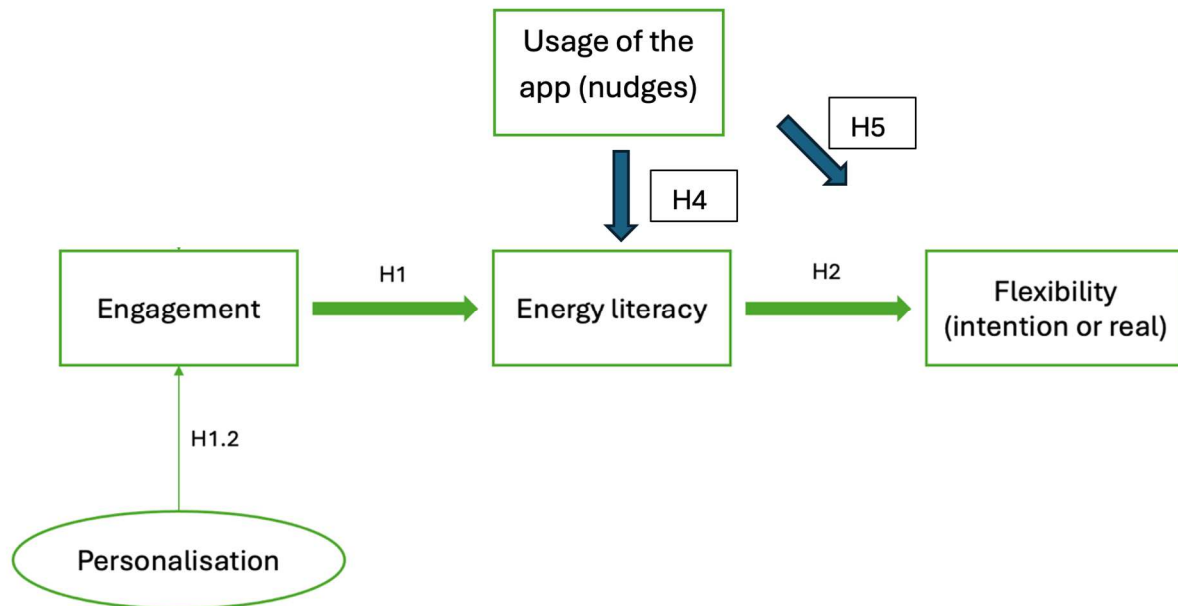 Usage of the
app (nudges)
H5
H4
H1
H2
Engagement
Energy literacy
Flexibility
(intention or real)
H1.2
Personalisation